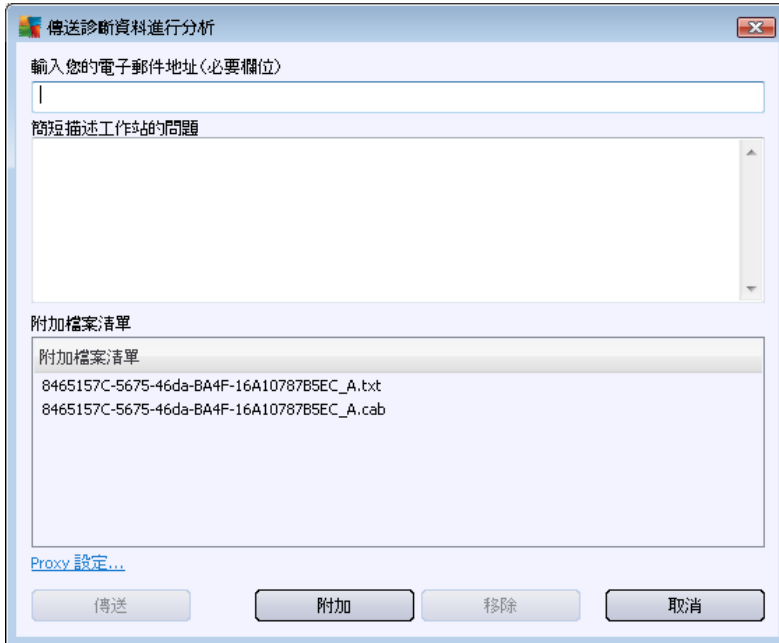 傳送診斷資料進行分析
輸入您的電子郵件地址(必要欄位)
簡短描述工作站的問題
附加檔案清單
附加檔案清單
8465157C-5675-46da-BA4F-16A10787B5EC_A.txt
8465157C-5675-46da-BA4F-16A10787B5EC_A.cab
Proxy 設定...
傳送 附加 移除 取消